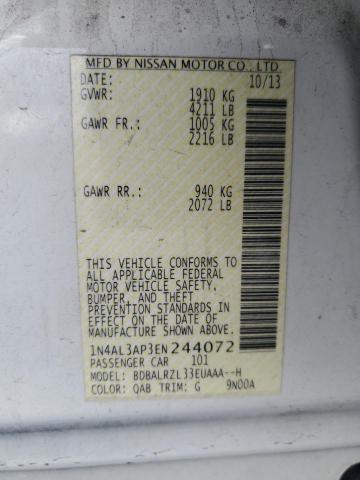 MFD BY NISSAN MOTOR CO., LTD
DATE: 10/13
GVWR: 1910 KG
4211 LB
GAWR FR.: 1005 KG
2216 LB
GAWR RR.: 940 KG
2072 LB
THIS VEHICLE CONFORMS TO
ALL APPLICABLE FEDERAL
MOTOR VEHICLE SAFETY,
BUMPER, AND THEFT
PREVENTION STANDARDS IN
EFFECT ON THE DATE OF
MANUFACTURE SHOWN ABOVE.
1N4AL3AP3EN244072
PASSENGER CAR 101
MODEL: BDBALRZL33EUAAA--H
COLOR: QAB TRIM: G 9N00A